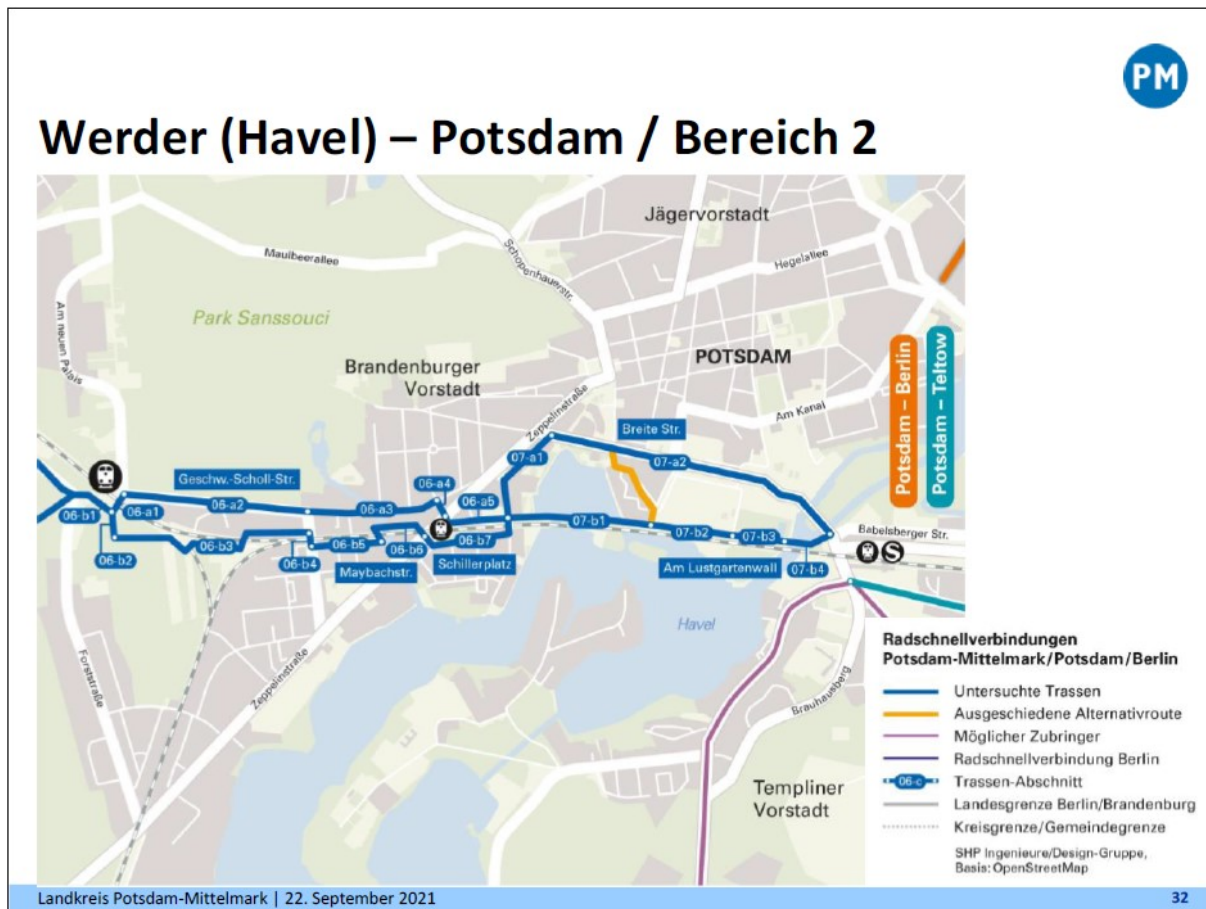 PM
Werder (Havel) – Potsdam / Bereich 2
Jägervorstadt
Maulbeerallee
Schopenhauerstr.
Hegelallee
Am neuen Palais
Park Sanssouci
Brandenburger
Vorstadt
POTSDAM
Potsdam – Berlin
Potsdam – Teltow
Zeppelinstraße
Am Kanal
Breite Str.
07-a1
07-a2
Geschw.-Scholl-Str.
06-a4
06-b1
06-a1
06-a2
06-a3
06-a5
07-b1
07-b2
07-b3
Babelsberger Str.
S
06-b2
06-b3
06-b4
06-b5
06-b6
06-b7
07-b4
Maybachstr.
Schillerplatz
Am Lustgartenwall
Havel
Forststraße
Zeppelinstraße
Brauhausberg
Templiner
Vorstadt
Radschnellverbindungen
Potsdam-Mittelmark/Potsdam/Berlin
Untersuchte Trassen
Ausgeschiedene Alternativroute
Möglicher Zubringer
Radschnellverbindung Berlin
06-c
Trassen-Abschnitt
Landesgrenze Berlin/Brandenburg
Kreisgrenze/Gemeindegrenze
SHP Ingenieure/Design-Gruppe,
Basis: OpenStreetMap
Landkreis Potsdam-Mittelmark | 22. September 2021
32